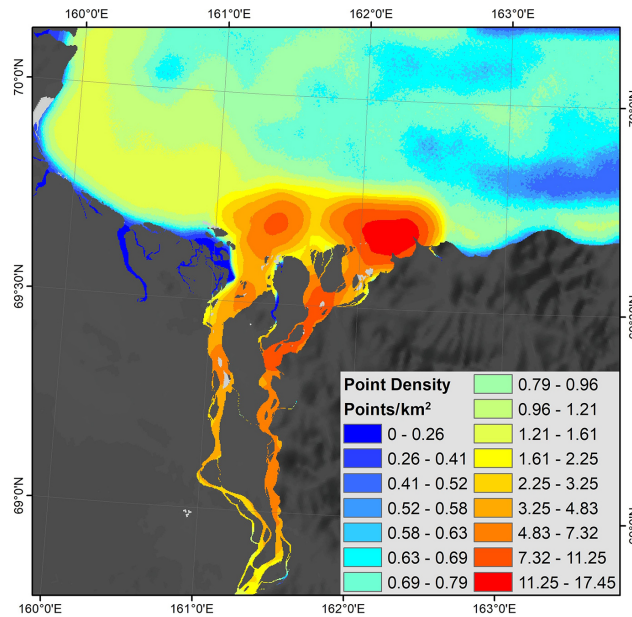 160°0'E 161°0'E 162°0'E 163°0'E
70°0'N
69°30'N
69°0'N
Point Density
Points/km²
0 - 0.26
0.26 - 0.41
0.41 - 0.52
0.52 - 0.58
0.58 - 0.63
0.63 - 0.69
0.69 - 0.79
0.79 - 0.96
0.96 - 1.21
1.21 - 1.61
1.61 - 2.25
2.25 - 3.25
3.25 - 4.83
4.83 - 7.32
7.32 - 11.25
11.25 - 17.45
160°0'E 161°0'E 162°0'E 163°0'E